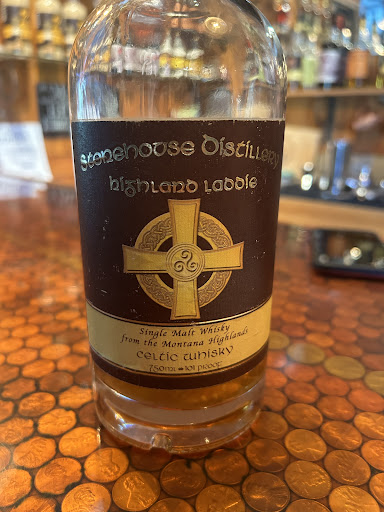 Stonehouse Distillery
Highland Laddie
Single Malt Whisky
from the Montana Highlands
Celtic Whisky
750ml 101 proof